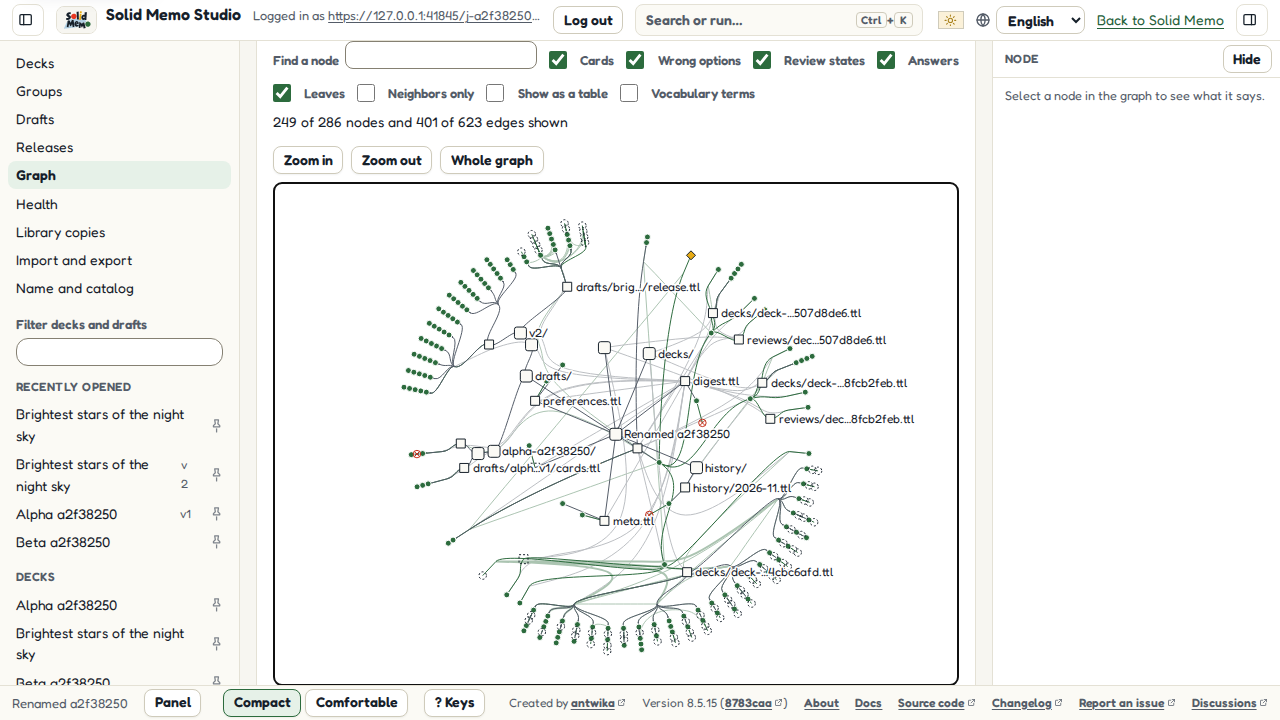 Solid Memo Studio
Logged in as https://127.0.0.1:41845/j-a2f38250…
Log out
Search or run...
Ctrl+K
English
Back to Solid Memo
Decks
Groups
Drafts
Releases
Graph
Health
Library copies
Import and export
Name and catalog
Filter decks and drafts
RECENTLY OPENED
Brightest stars of the night sky
Brightest stars of the night sky v 2
Alpha a2f38250 v1
Beta a2f38250
DECKS
Alpha a2f38250
Brightest stars of the night sky
Beta a2f38250
Find a node
Cards
Wrong options
Review states
Answers
Leaves
Neighbors only
Show as a table
Vocabulary terms
249 of 286 nodes and 401 of 623 edges shown
Zoom in
Zoom out
Whole graph
drafts/brig…/release.ttl
decks/deck-…507d8de6.ttl
v2/
reviews/dec…507d8de6.ttl
decks/
drafts/
digest.ttl
decks/deck-…8fcb2feb.ttl
preferences.ttl
reviews/dec…8fcb2feb.ttl
Renamed a2f38250
alpha-a2f38250/
drafts/alph…v1/cards.ttl
history/
history/2026-11.ttl
meta.ttl
decks/deck-…4cbc6afd.ttl
NODE
Hide
Select a node in the graph to see what it says.
Renamed a2f38250
Panel
Compact
Comfortable
? Keys
Created by antwika
Version 8.5.15 (8783caa)
About
Docs
Source code
Changelog
Report an issue
Discussions